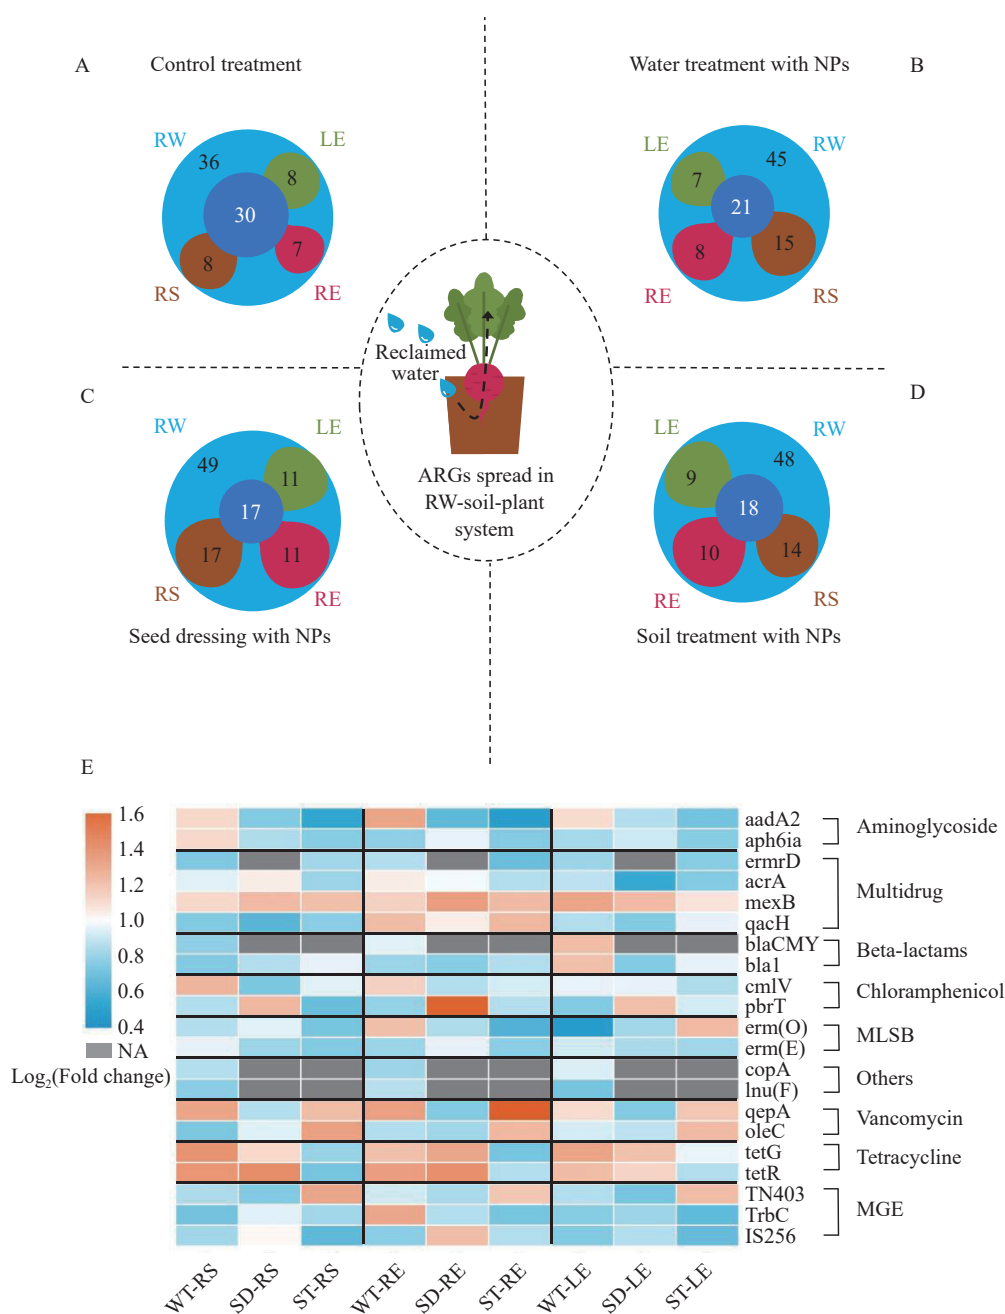 A
Control treatment
Water treatment with NPs
B
RW
36
LE
8
30
8
7
RS
RE
LE
7
45
RW
21
8
15
RE
RS
Reclaimed
water
ARGs spread in
RW-soil-plant
system
C
RW
49
LE
11
17
17
11
RS
RE
Seed dressing with NPs
D
LE
9
48
RW
18
10
14
RE
RS
Soil treatment with NPs
E
1.6
1.4
1.2
1.0
0.8
0.6
0.4
NA
Log₂(Fold change)
aadA2
aph6ia
Aminoglycoside
ermrD
acrA
mexB
qacH
Multidrug
blaCMY
bla1
Beta-lactams
cmlV
pbrT
Chloramphenicol
erm(O)
erm(E)
MLSB
copA
lnu(F)
Others
qepA
oleC
Vancomycin
tetG
tetR
Tetracycline
TN403
TrbC
IS256
MGE
WT-RS
SD-RS
ST-RS
WT-RE
SD-RE
ST-RE
WT-LE
SD-LE
ST-LE